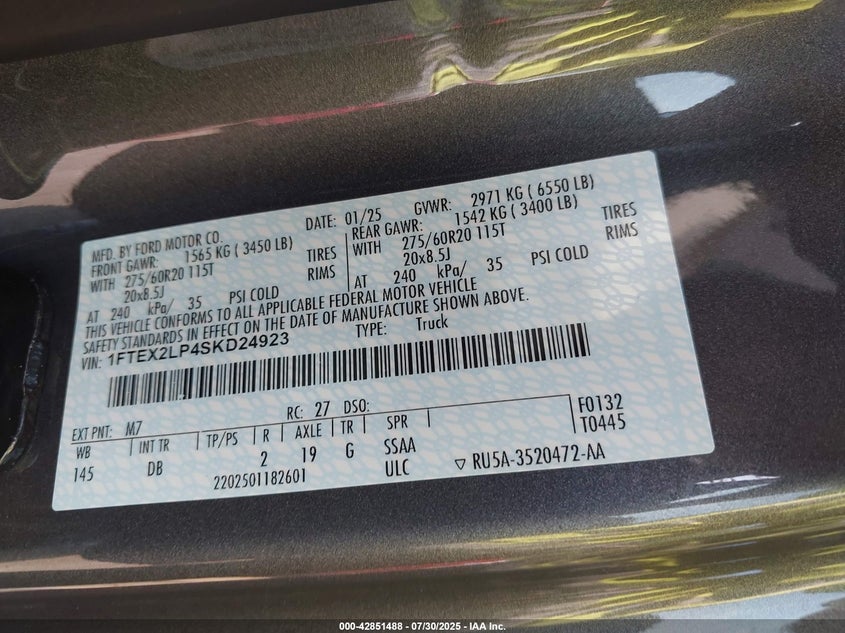 MFD. BY FORD MOTOR CO. DATE: 01/25 GVWR: 2971 KG ( 6550 LB)
FRONT GAWR: 1565 KG ( 3450 LB) REAR GAWR: 1542 KG ( 3400 LB)
WITH 275/60R20 115T TIRES WITH 275/60R20 115T TIRES
20x8.5J RIMS 20x8.5J RIMS
AT 240 kPa/ 35 PSI COLD AT 240 kPa/ 35 PSI COLD
THIS VEHICLE CONFORMS TO ALL APPLICABLE FEDERAL MOTOR VEHICLE
SAFETY STANDARDS IN EFFECT ON THE DATE OF MANUFACTURE SHOWN ABOVE.
VIN: 1FTEX2LP4SKD24923 TYPE: Truck
EXT PNT: M7 RC: 27 DSO: F0132
WB INT TR TP/PS R AXLE TR SPR T0445
145 DB 2 19 G SSAA
2202501182601 ULC ▽ RU5A-3520472-AA
000-42851488 - 07/30/2025 - IAA Inc.